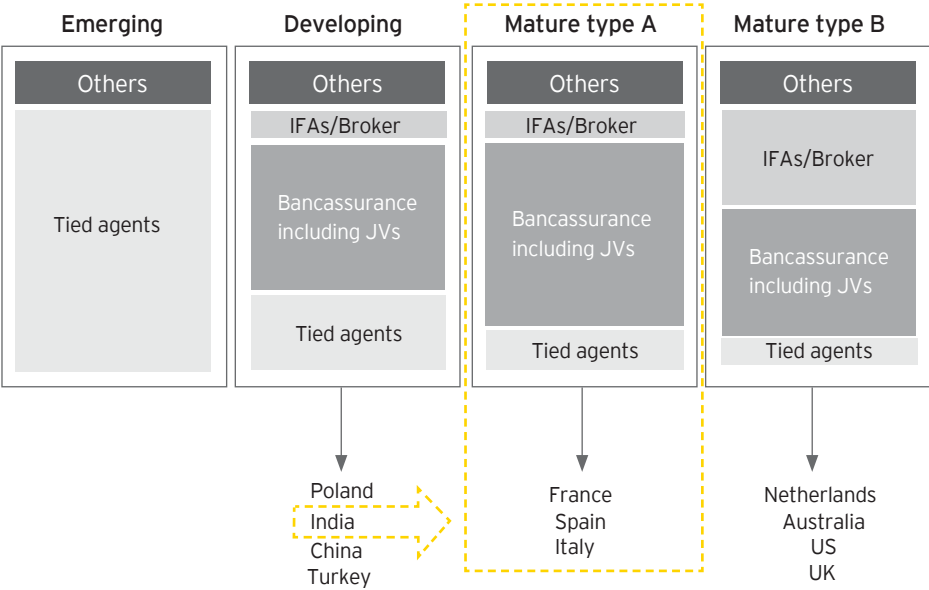 Emerging
Others
Tied agents
Developing
Others
IFAs/Broker
Bancassurance
including JVs
Tied agents
Poland
India
China
Turkey
Mature type A
Others
IFAs/Broker
Bancassurance
including JVs
Tied agents
France
Spain
Italy
Mature type B
Others
IFAs/Broker
Bancassurance
including JVs
Tied agents
Netherlands
Australia
US
UK